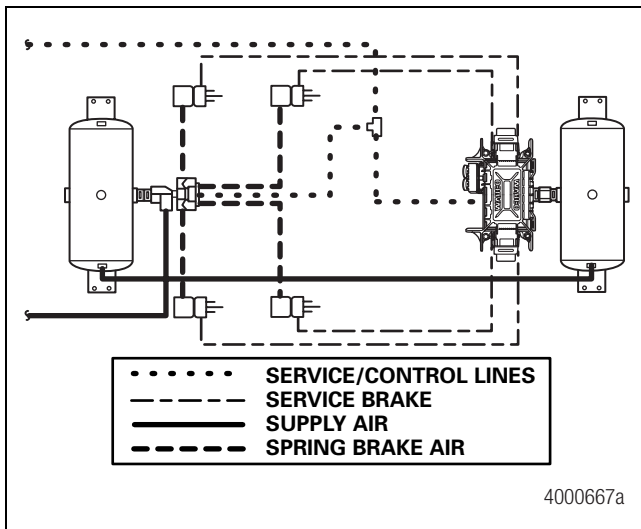 SERVICE/CONTROL LINES
SERVICE BRAKE
SUPPLY AIR
SPRING BRAKE AIR
4000667a